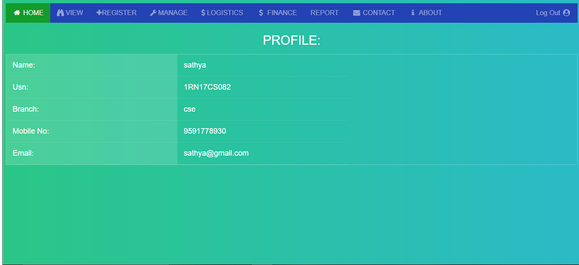 HOME VIEW REGISTER MANAGE $ LOGISTICS $ FINANCE REPORT CONTACT ABOUT Log Out
PROFILE:
Name: sathya
Usn: 1RN17CS082
Branch: cse
Mobile No: 9591778930
Email: sathya@gmail.com